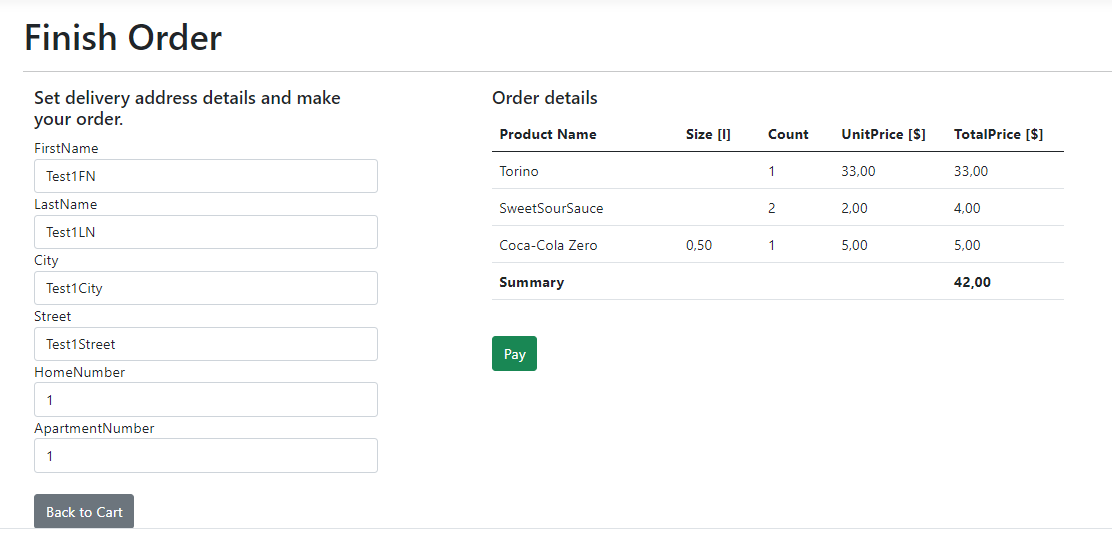 Finish Order
Set delivery address details and make
your order.
FirstName
Test1FN
LastName
Test1LN
City
Test1City
Street
Test1Street
HomeNumber
1
ApartmentNumber
1
Back to Cart
Order details
Product Name Size [l] Count UnitPrice [$] TotalPrice [$]
Torino 1 33,00 33,00
SweetSourSauce 2 2,00 4,00
Coca-Cola Zero 0,50 1 5,00 5,00
Summary 42,00
Pay